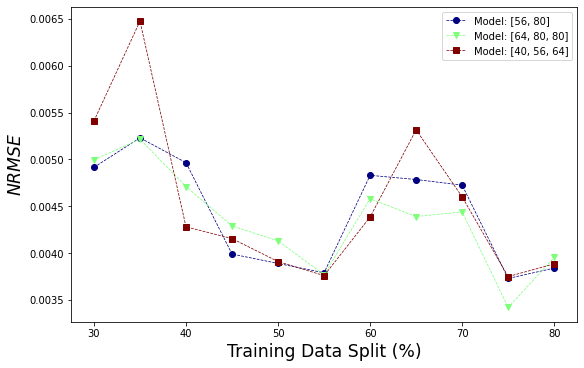 Model: [56, 80]
Model: [64, 80, 80]
Model: [40, 56, 64]
0.0065
0.0060
0.0055
0.0050
0.0045
0.0040
0.0035
NRMSE
30 40 50 60 70 80
Training Data Split (%)